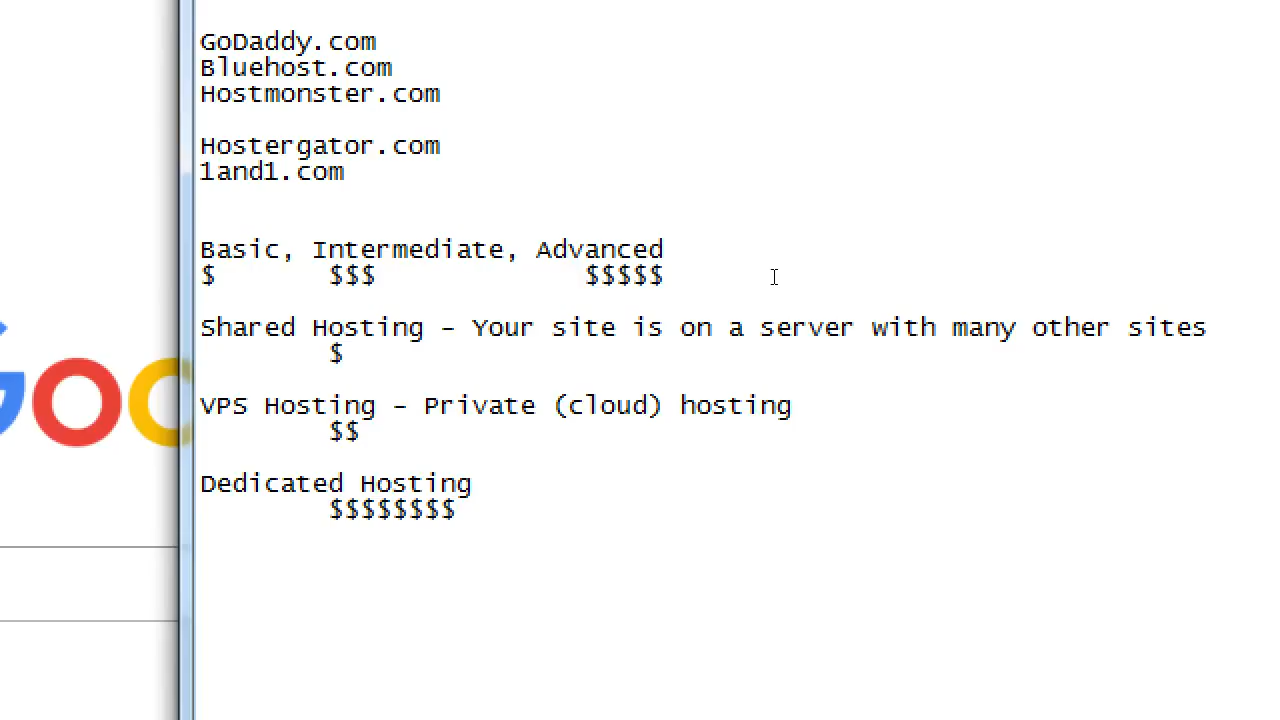 GoDaddy.com
Bluehost.com
Hostmonster.com
Hostergator.com
1and1.com
Basic, Intermediate, Advanced
$ $$$ $$$$$
Shared Hosting - Your site is on a server with many other sites
$
VPS Hosting - Private (cloud) hosting
$$
Dedicated Hosting
$$$$$$$$